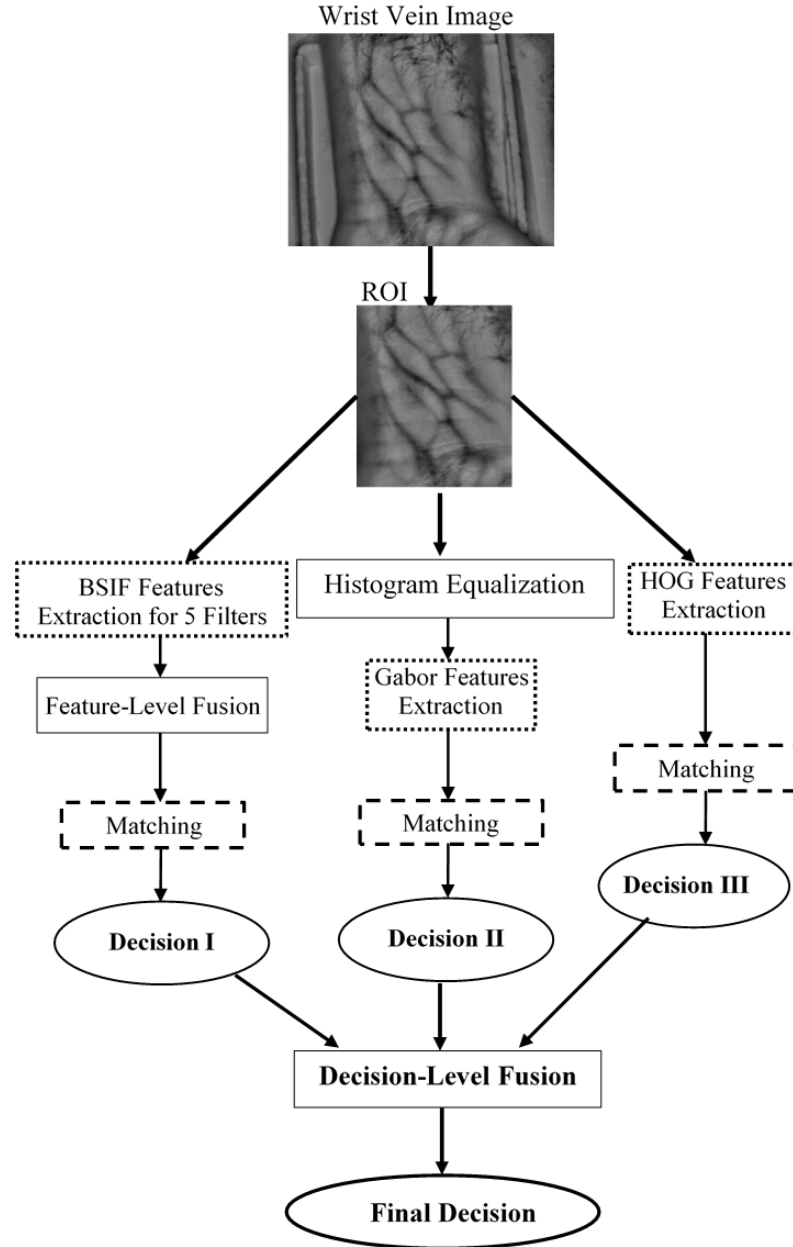 Wrist Vein Image
ROI
BSIF Features
Extraction for 5 Filters
Histogram Equalization
HOG Features
Extraction
Feature-Level Fusion
Gabor Features
Extraction
Matching
Matching
Matching
Decision I
Decision II
Decision III
Decision-Level Fusion
Final Decision